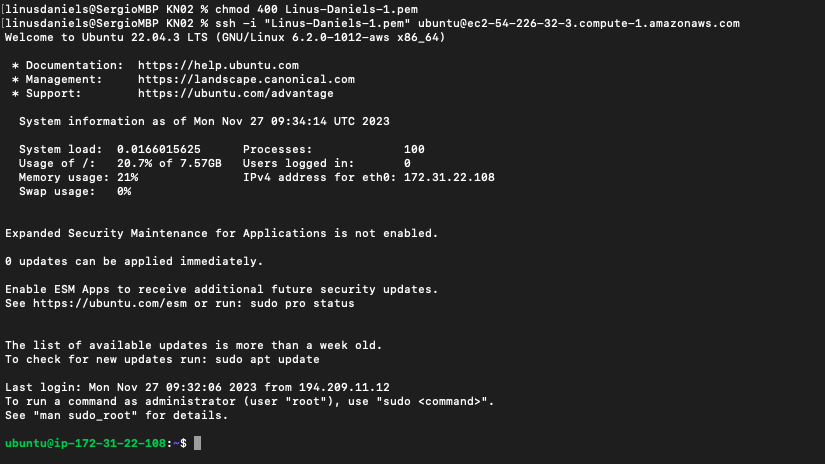 [linusdaniels@SergioMBP KN02 % chmod 400 Linus-Daniels-1.pem
[linusdaniels@SergioMBP KN02 % ssh -i "Linus-Daniels-1.pem" ubuntu@ec2-54-226-32-3.compute-1.amazonaws.com
Welcome to Ubuntu 22.04.3 LTS (GNU/Linux 6.2.0-1012-aws x86_64)

 * Documentation:  https://help.ubuntu.com
 * Management:     https://landscape.canonical.com
 * Support:        https://ubuntu.com/advantage

  System information as of Mon Nov 27 09:34:14 UTC 2023

  System load:  0.0166015625      Processes:             100
  Usage of /:   20.7% of 7.57GB   Users logged in:       0
  Memory usage: 21%               IPv4 address for eth0: 172.31.22.108
  Swap usage:   0%

Expanded Security Maintenance for Applications is not enabled.

0 updates can be applied immediately.

Enable ESM Apps to receive additional future security updates.
See https://ubuntu.com/esm or run: sudo pro status

The list of available updates is more than a week old.
To check for new updates run: sudo apt update

Last login: Mon Nov 27 09:32:06 2023 from 194.209.11.12
To run a command as administrator (user "root"), use "sudo <command>".
See "man sudo_root" for details.

ubuntu@ip-172-31-22-108:~$